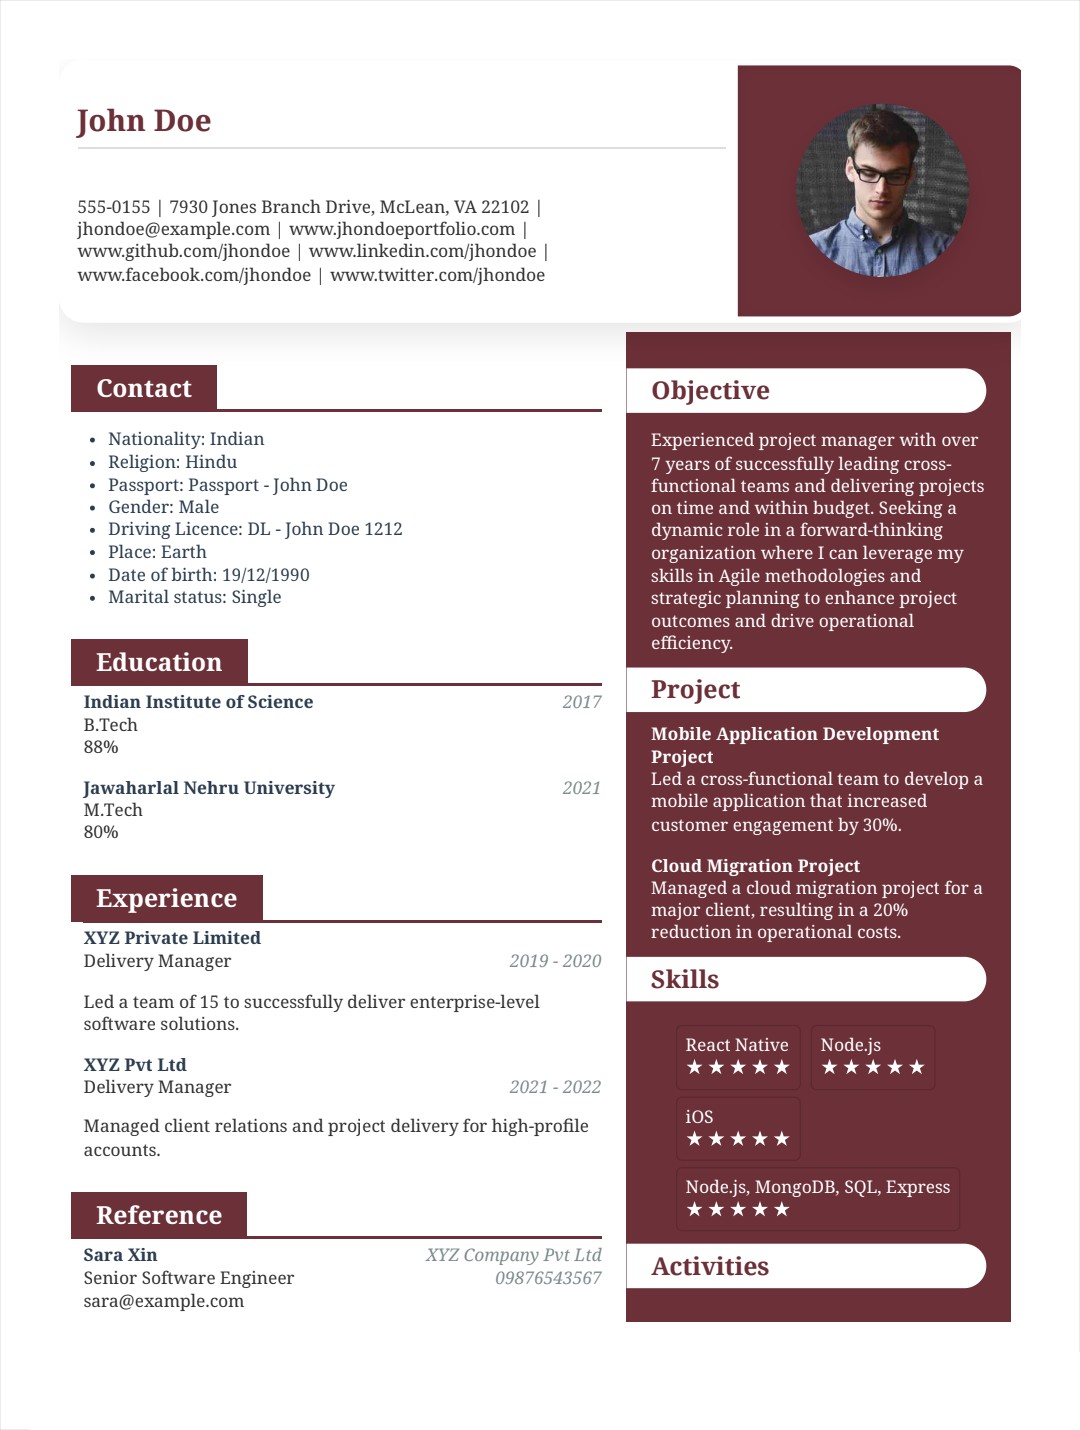 John Doe
555-0155 | 7930 Jones Branch Drive, McLean, VA 22102 |
jhondoe@example.com | www.jhondoeportfolio.com |
www.github.com/jhondoe | www.linkedin.com/jhondoe |
www.facebook.com/jhondoe | www.twitter.com/jhondoe
Contact
• Nationality: Indian
• Religion: Hindu
• Passport: Passport - John Doe
• Gender: Male
• Driving Licence: DL - John Doe 1212
• Place: Earth
• Date of birth: 19/12/1990
• Marital status: Single
Education
Indian Institute of Science 2017
B.Tech
88%
Jawaharlal Nehru University 2021
M.Tech
80%
Experience
XYZ Private Limited
Delivery Manager 2019 - 2020
Led a team of 15 to successfully deliver enterprise-level
software solutions.
XYZ Pvt Ltd
Delivery Manager 2021 - 2022
Managed client relations and project delivery for high-profile
accounts.
Reference
Sara Xin XYZ Company Pvt Ltd
Senior Software Engineer 09876543567
sara@example.com
Objective
Experienced project manager with over
7 years of successfully leading cross-
functional teams and delivering projects
on time and within budget. Seeking a
dynamic role in a forward-thinking
organization where I can leverage my
skills in Agile methodologies and
strategic planning to enhance project
outcomes and drive operational
efficiency.
Project
Mobile Application Development
Project
Led a cross-functional team to develop a
mobile application that increased
customer engagement by 30%.
Cloud Migration Project
Managed a cloud migration project for a
major client, resulting in a 20%
reduction in operational costs.
Skills
React Native Node.js
★★★★★ ★★★★★
iOS
★★★★★
Node.js, MongoDB, SQL, Express
★★★★★
Activities